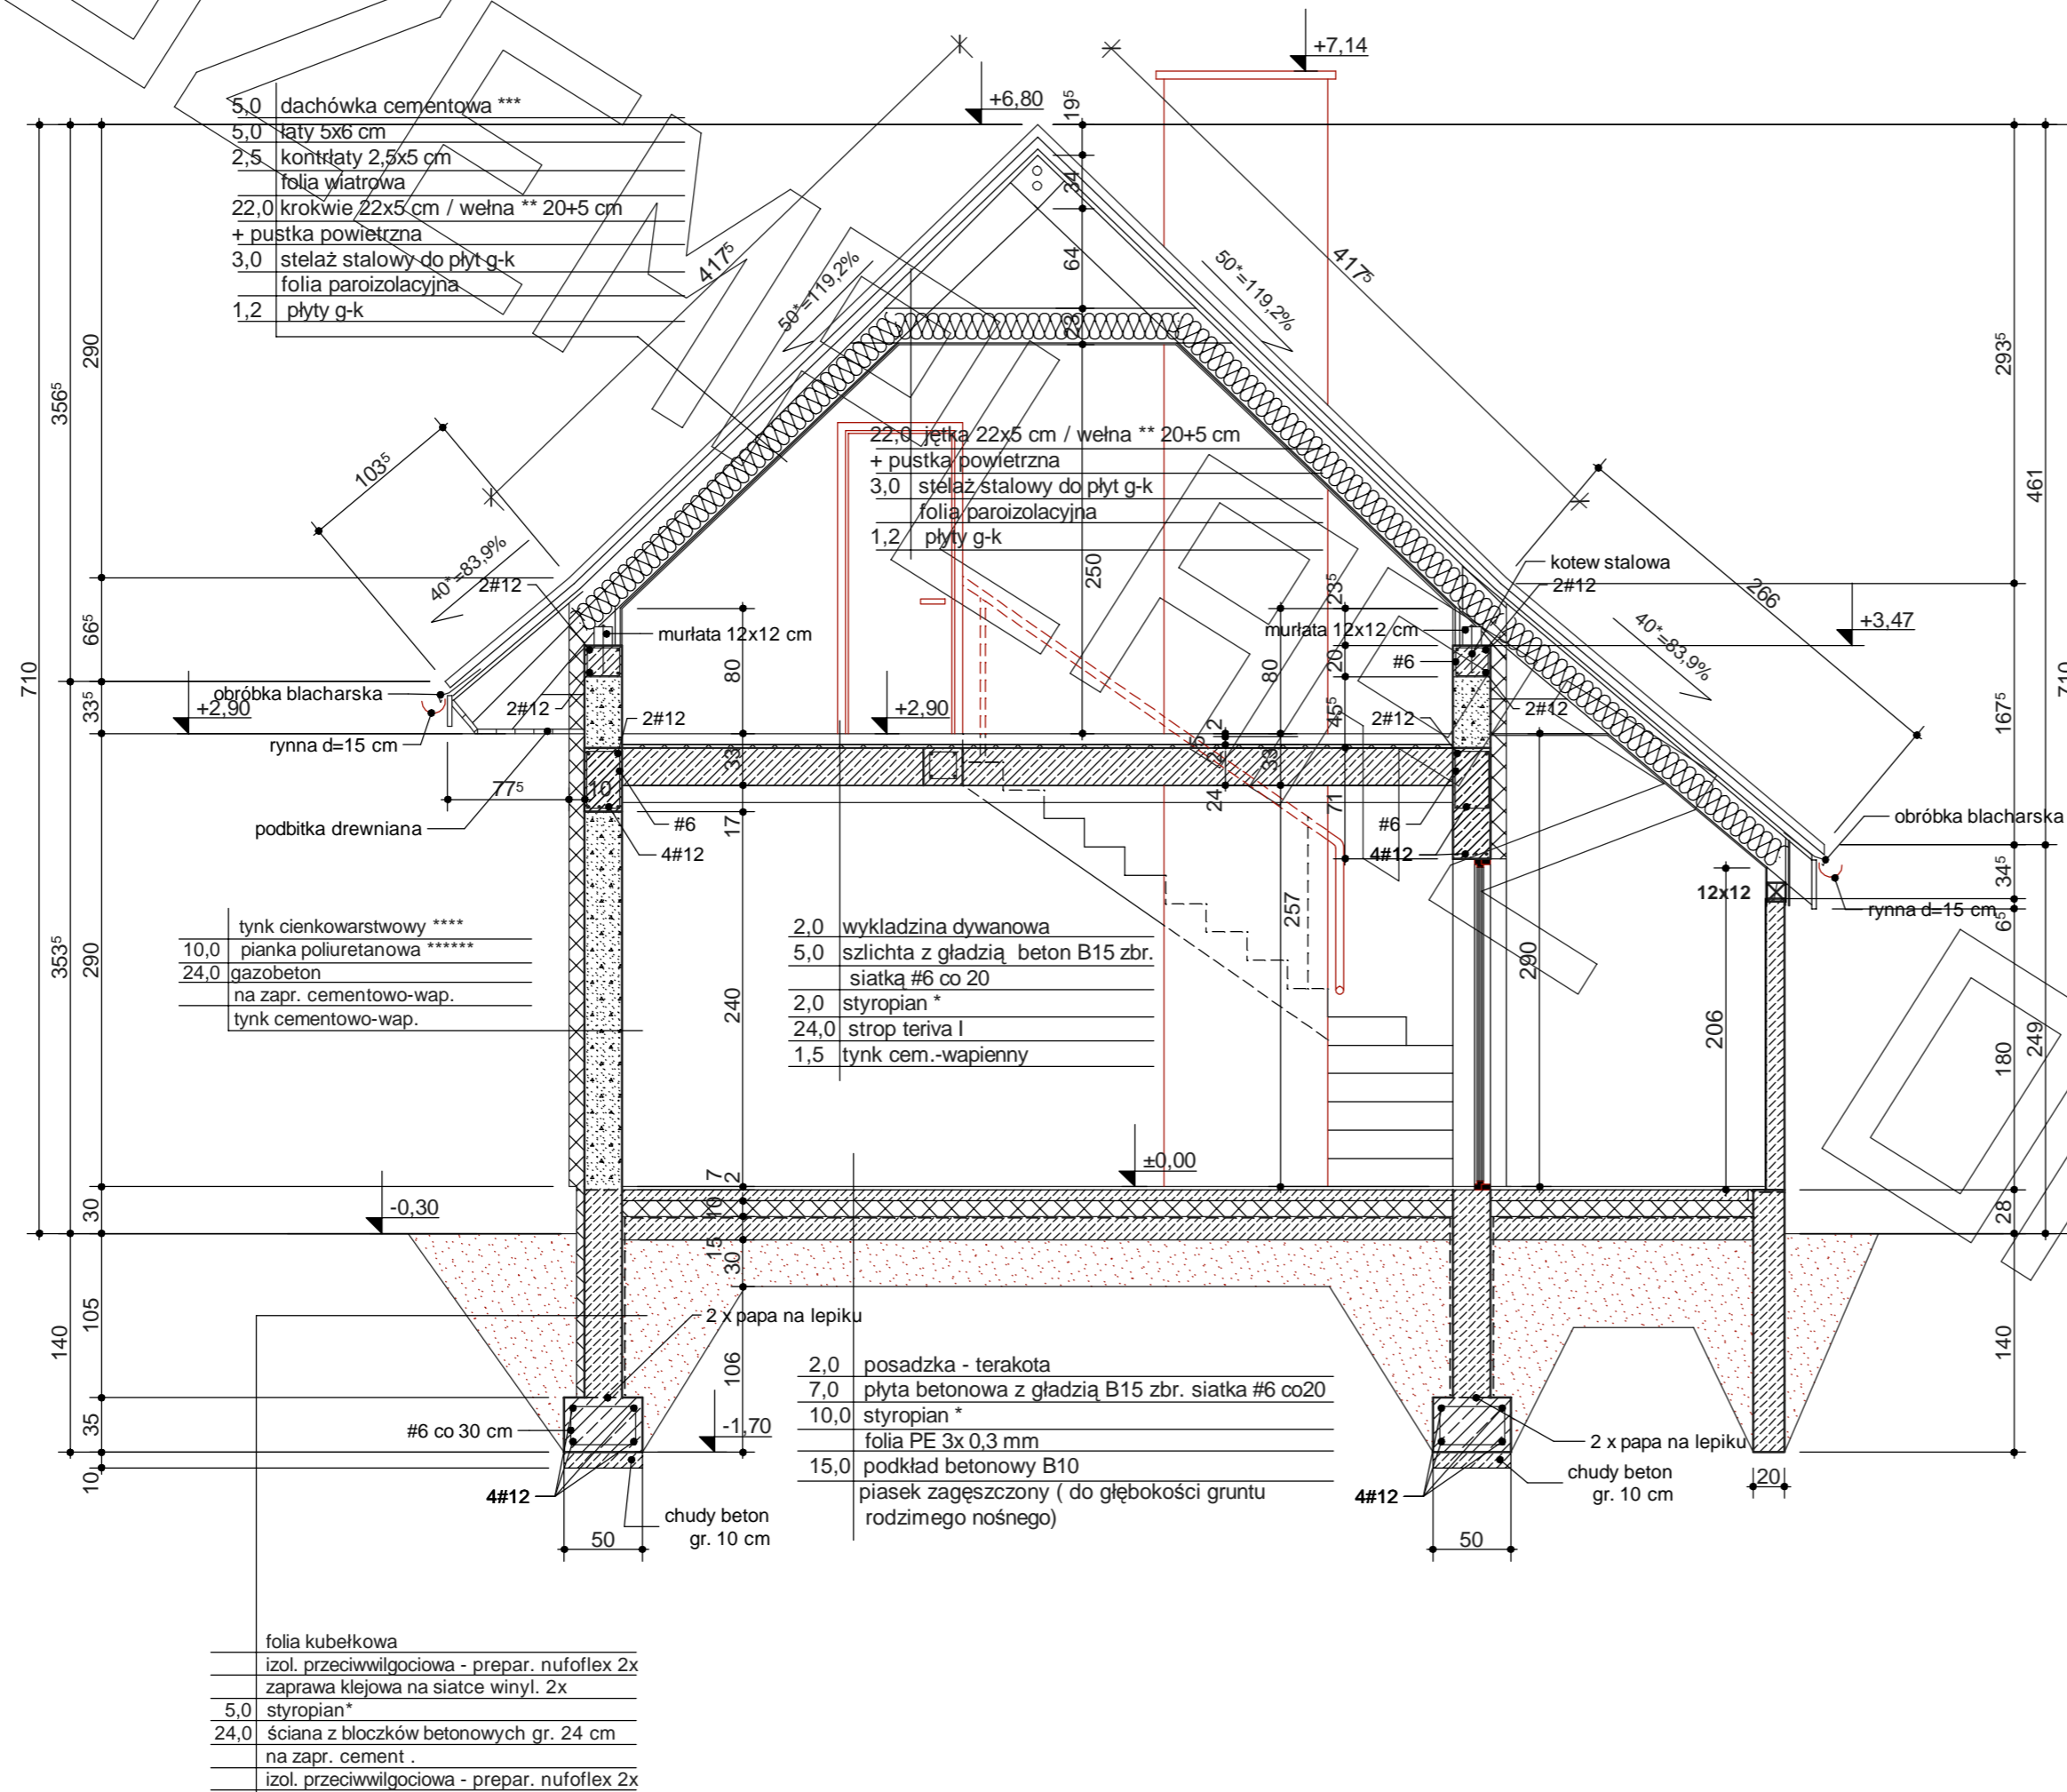 +7,14
+6,80
5,0 dachówka cementowa ***
5,0 łaty 5x6 cm
2,5 kontrłaty 2,5x5 cm
folia wiatrowa
22,0 krokwie 22x5 cm / wełna ** 20+5 cm
+ pustka powietrzna
3,0 stelaż stalowy do płyt g-k
folia paroizolacyjna
1,2 płyty g-k
19⁵
34
64
23
250
417⁵
417⁵
50*=119,2%
50*=119,2%
103⁵
40*=83,9%
266
40*=83,9%
22,0 jętka 22x5 cm / wełna ** 20+5 cm
+ pustka powietrzna
3,0 stelaż stalowy do płyt g-k
folia paroizolacyjna
1,2 płyty g-k
710
356⁵
353⁵
140
290
66⁵
33⁵
290
30
105
35
10
2#12
murłata 12x12 cm
obróbka blacharska
+2,90
rynna d=15 cm
2#12
2#12
77⁵
10
podbitka drewniana
#6
4#12
80
33
17
240
7
2
10
15
30
106
+2,90
kotew stalowa
2#12
+3,47
murłata 12x12 cm
#6
2#12
2#12
#6
4#12
80
33
257
23⁵
20
45⁵
71
24
290
206
12x12
obróbka blacharska
rynna d=15 cm
293⁵
167⁵
34⁵
6⁵
180
28
140
461
249
710
tynk cienkowarstwowy ****
10,0 pianka poliuretanowa ******
24,0 gazobeton
na zapr. cementowo-wap.
tynk cementowo-wap.
2,0 wykladzina dywanowa
5,0 szlichta z gładzią beton B15 zbr.
siatką #6 co 20
2,0 styropian *
24,0 strop teriva I
1,5 tynk cem.-wapienny
±0,00
-0,30
2 x papa na lepiku
#6 co 30 cm
-1,70
4#12
chudy beton
gr. 10 cm
50
2,0 posadzka - terakota
7,0 płyta betonowa z gładzią B15 zbr. siatka #6 co20
10,0 styropian *
folia PE 3x 0,3 mm
15,0 podkład betonowy B10
piasek zagęszczony ( do głębokości gruntu
rodzimego nośnego)
2 x papa na lepiku
chudy beton
gr. 10 cm
4#12
50
20
folia kubełkowa
izol. przeciwwilgociowa - prepar. nufoflex 2x
zaprawa klejowa na siatce winyl. 2x
5,0 styropian*
24,0 ściana z bloczków betonowych gr. 24 cm
na zapr. cement .
izol. przeciwwilgociowa - prepar. nufoflex 2x